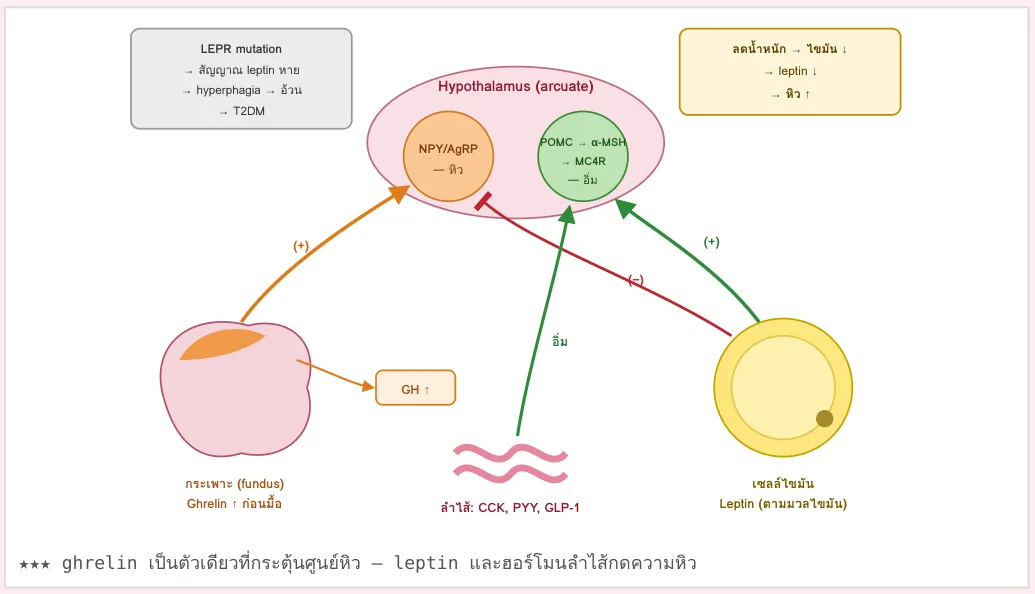 LEPR mutation
→ สัญญาณ leptin หาย
→ hyperphagia → อ้วน
→ T2DM
ลดน้ำหนัก → ไขมัน ↓
→ leptin ↓
→ หิว ↑
Hypothalamus (arcuate)
NPY/AgRP
— หิว
POMC → α-MSH
→ MC4R
— อิ่ม
(+)
(−)
(+)
อิ่ม
GH ↑
กระเพาะ (fundus)
Ghrelin ↑ ก่อนมื้อ
ลำไส้: CCK, PYY, GLP-1
เซลล์ไขมัน
Leptin (ตามมวลไขมัน)
★★★ ghrelin เป็นตัวเดียวที่กระตุ้นศูนย์หิว — leptin และฮอร์โมนลำไส้กดความหิว